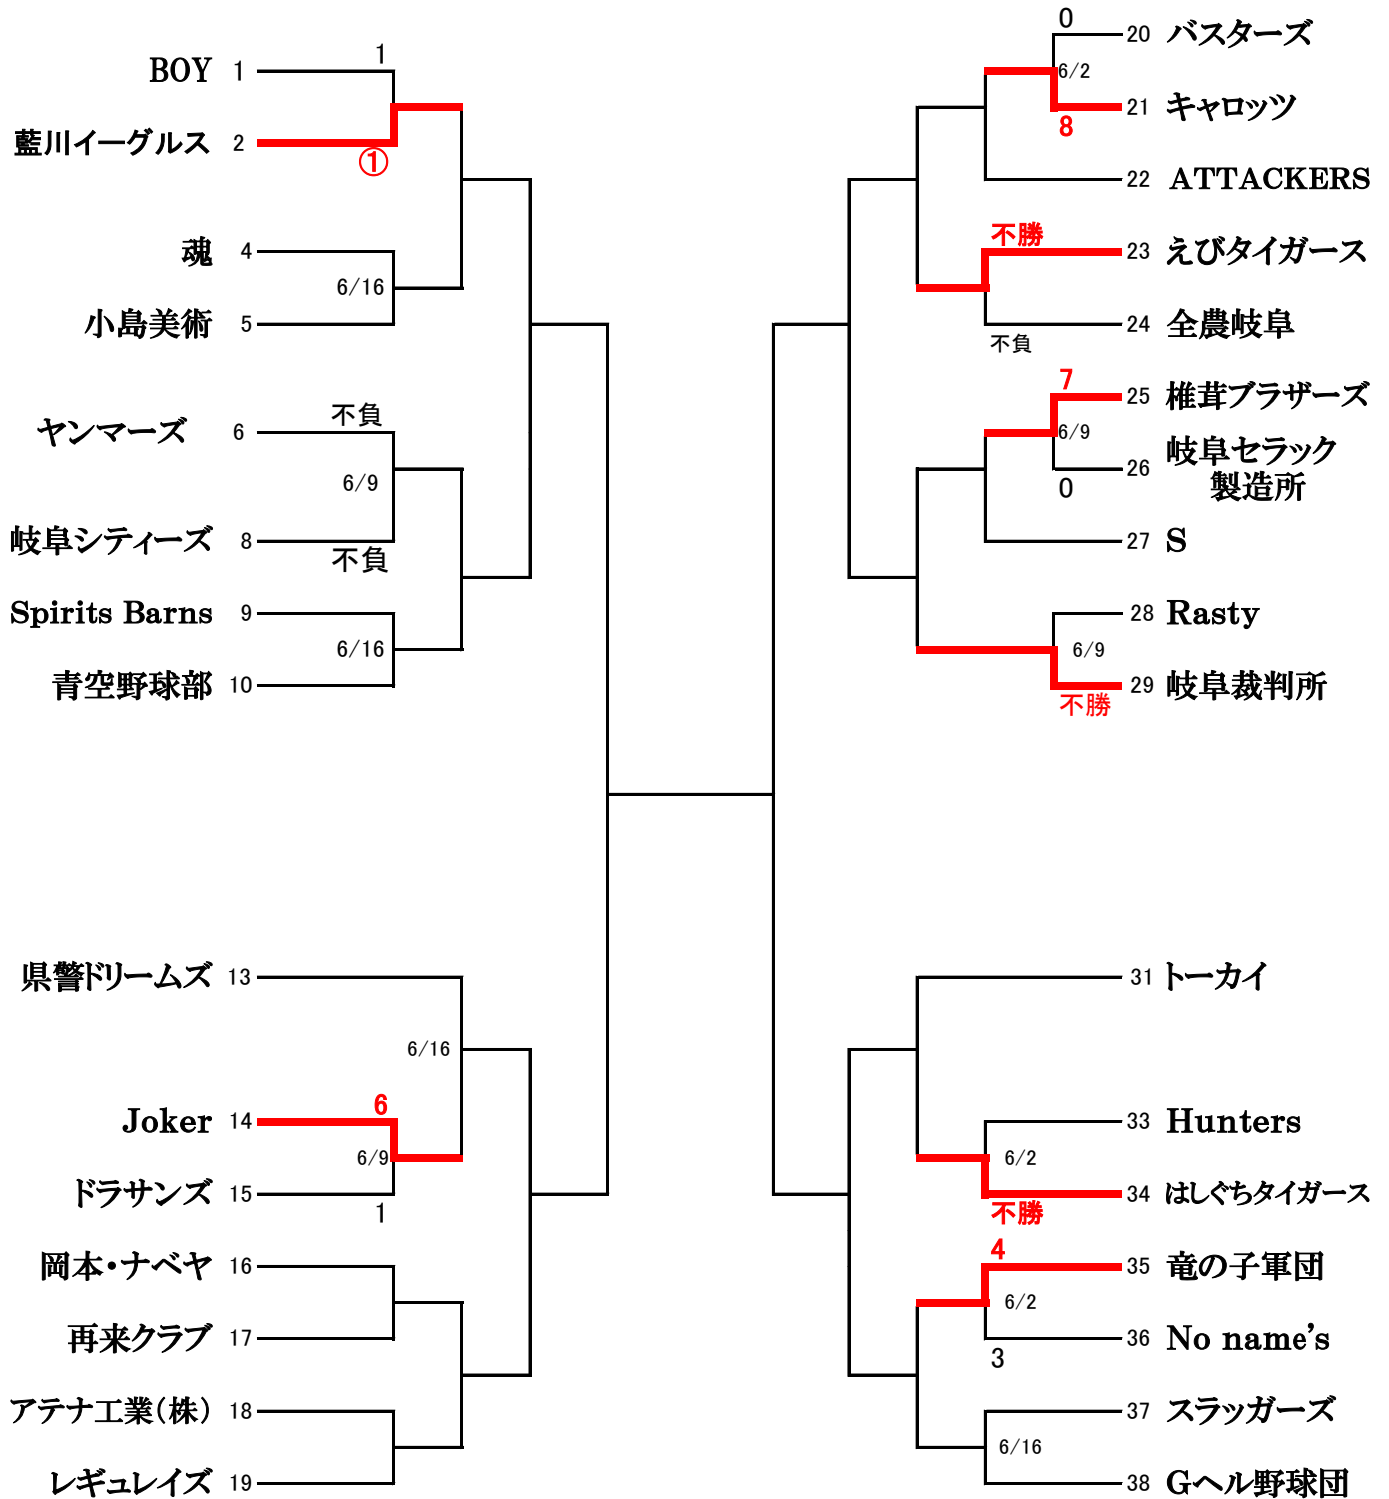 1
BOY 1
藍川イーグルス 2
①
魂 4
6/16
小島美術 5
不負
ヤンマーズ 6
6/9
岐阜シティーズ 8
不負
Spirits Barns 9
6/16
青空野球部 10
県警ドリームズ 13
6/16
6
Joker 14
6/9
ドラサンズ 15
1
岡本・ナベヤ 16
再来クラブ 17
アテナ工業(株) 18
レギュレイズ 19
0
20 バスターズ
6/2
21 キャロッツ
8
22 ATTACKERS
不勝
23 えびタイガース
24 全農岐阜
不負
7
25 椎茸ブラザーズ
6/9
26 岐阜セラック
製造所
0
27 S
28 Rasty
6/9
29 岐阜裁判所
不勝
31 トーカイ
33 Hunters
6/2
34 はしぐちタイガース
不勝
4
35 竜の子軍団
6/2
36 No name's
3
37 スラッガーズ
6/16
38 Gヘル野球団